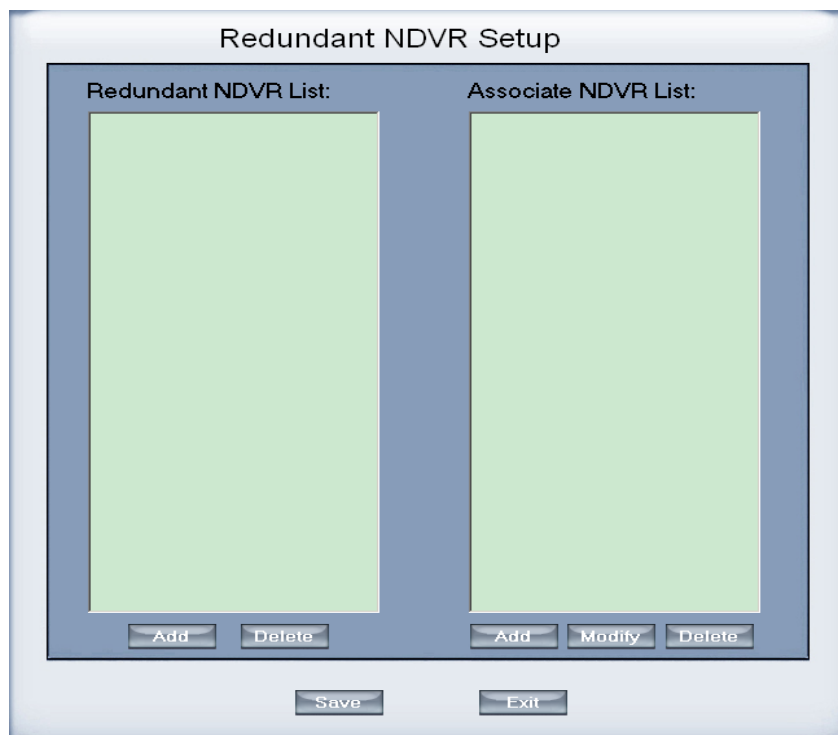 Redundant NDVR Setup
Redundant NDVR List: Associate NDVR List:
Add Delete Add Modify Delete
Save Exit